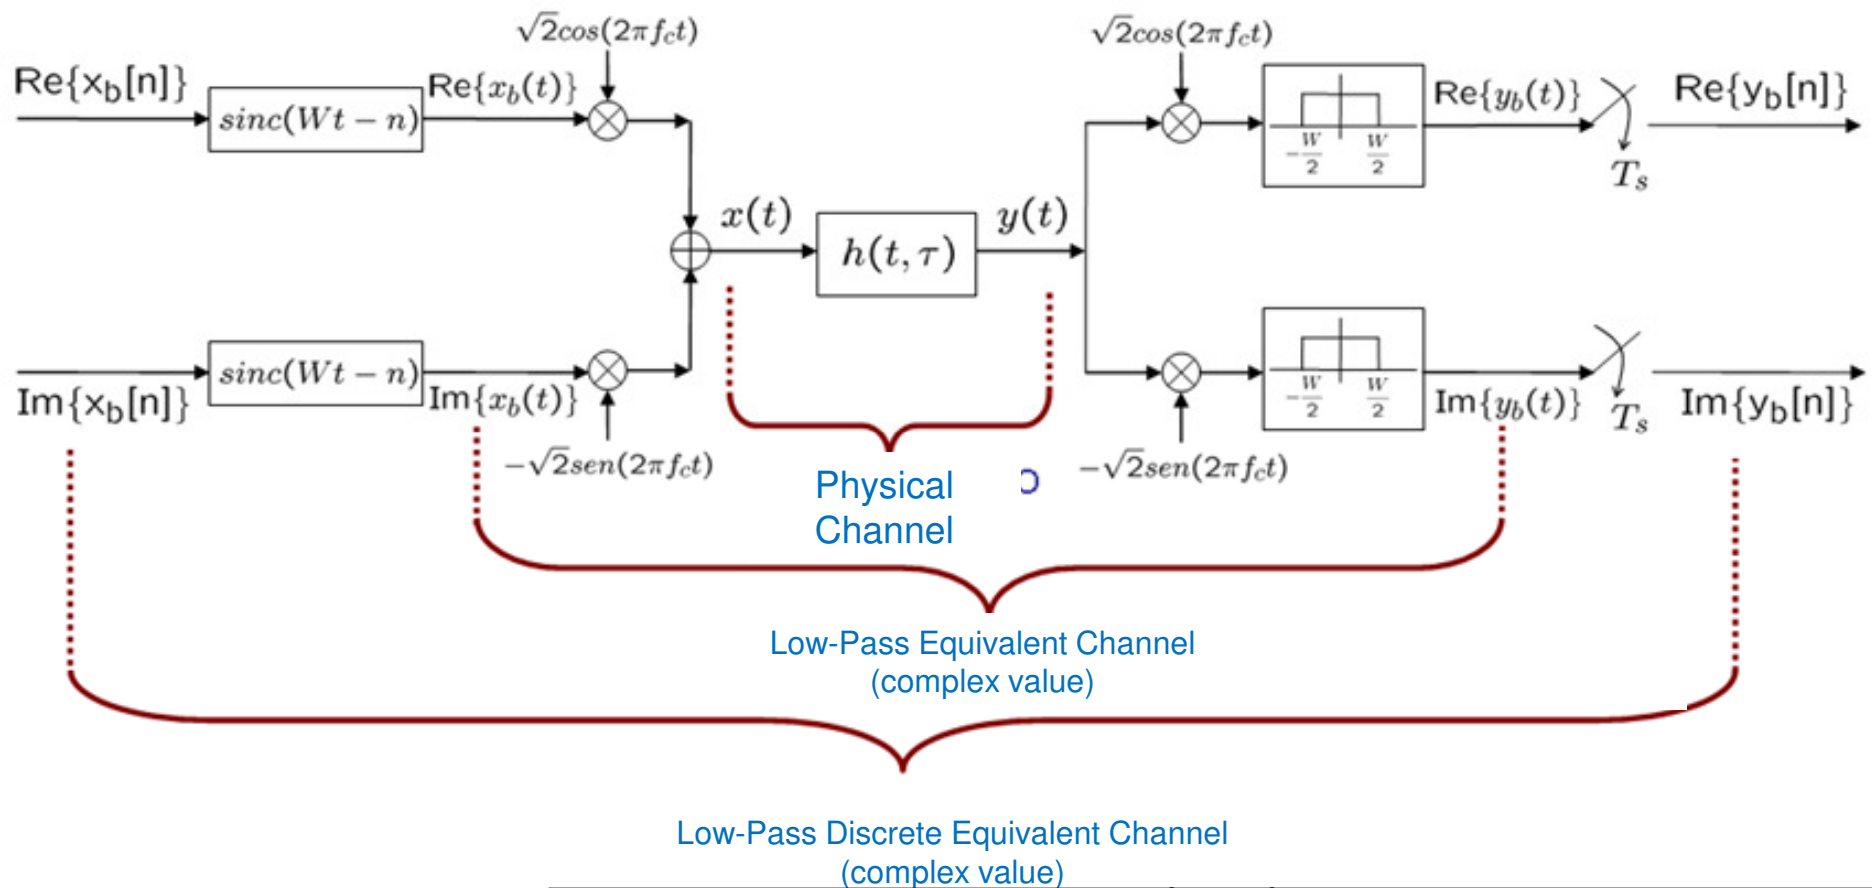 √2cos(2πf_ct)
√2cos(2πf_ct)
Re{x_b[n]}
sinc(Wt − n)
Re{x_b(t)}
−W/2 W/2
Re{y_b(t)}
T_s
Re{y_b[n]}
x(t)
h(t, τ)
y(t)
Im{x_b[n]}
sinc(Wt − n)
Im{x_b(t)}
−√2sen(2πf_ct)
−√2sen(2πf_ct)
−W/2 W/2
Im{y_b(t)}
T_s
Im{y_b[n]}
Physical
Channel
Low-Pass Equivalent Channel
(complex value)
Low-Pass Discrete Equivalent Channel
(complex value)